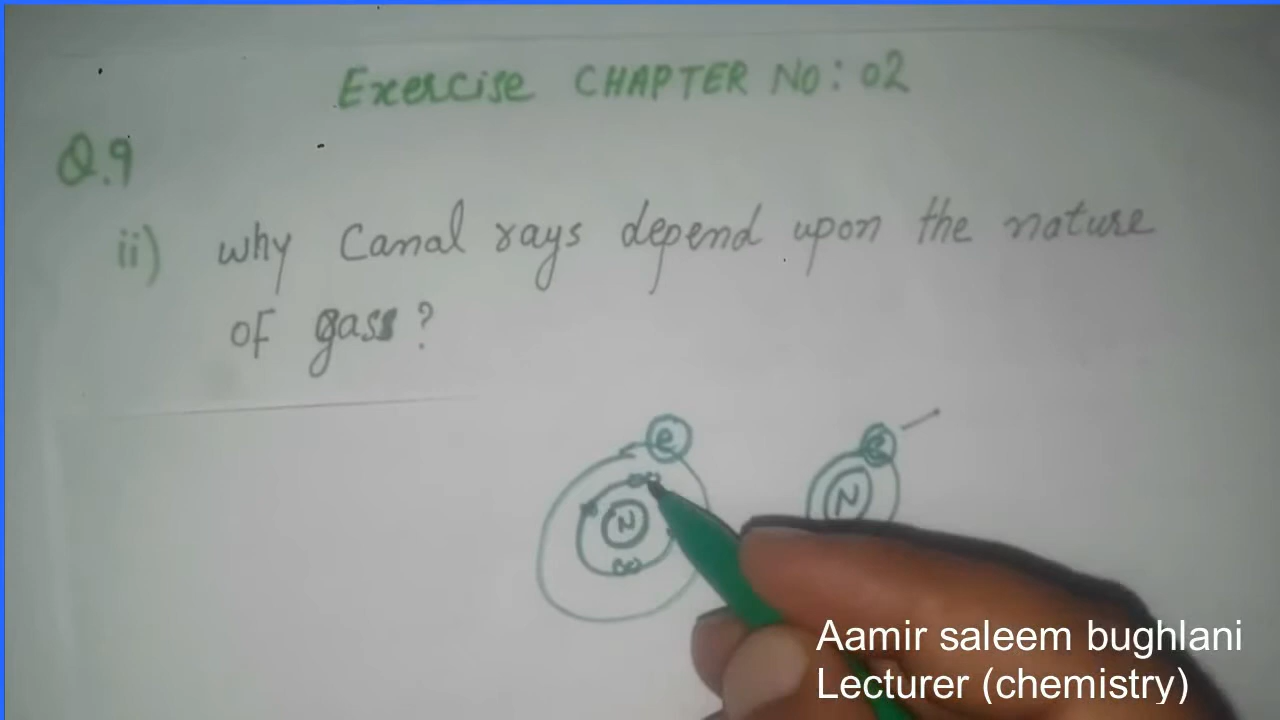 Exercise CHAPTER NO: 02
Q.9
ii) why Canal rays depend upon the nature
of gass?
e
e
N
N
Aamir saleem bughlani
Lecturer (chemistry)